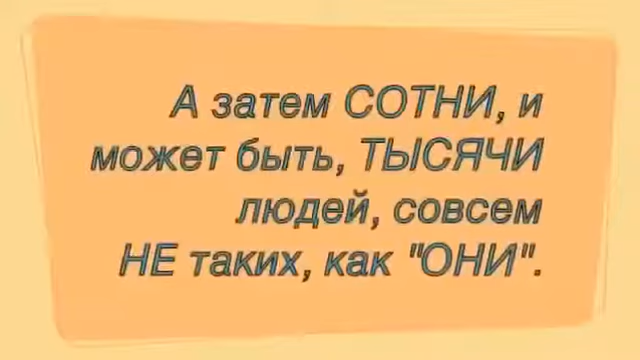 А затем СОТНИ, и
может быть, ТЫСЯЧИ
людей, совсем
НЕ таких, как "ОНИ".